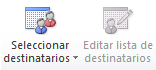 Seleccionar
destinatarios
Editar lista de
destinatarios